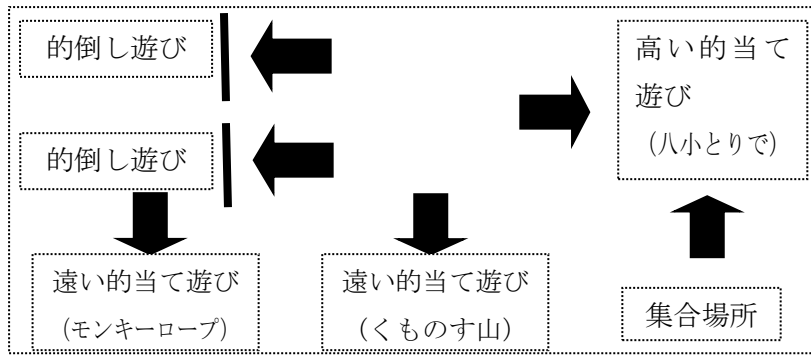 的倒し遊び
高い的当て
遊び
(八小とりで)
的倒し遊び
遠い的当て遊び
(モンキーロープ)
遠い的当て遊び
(くものす山)
集合場所